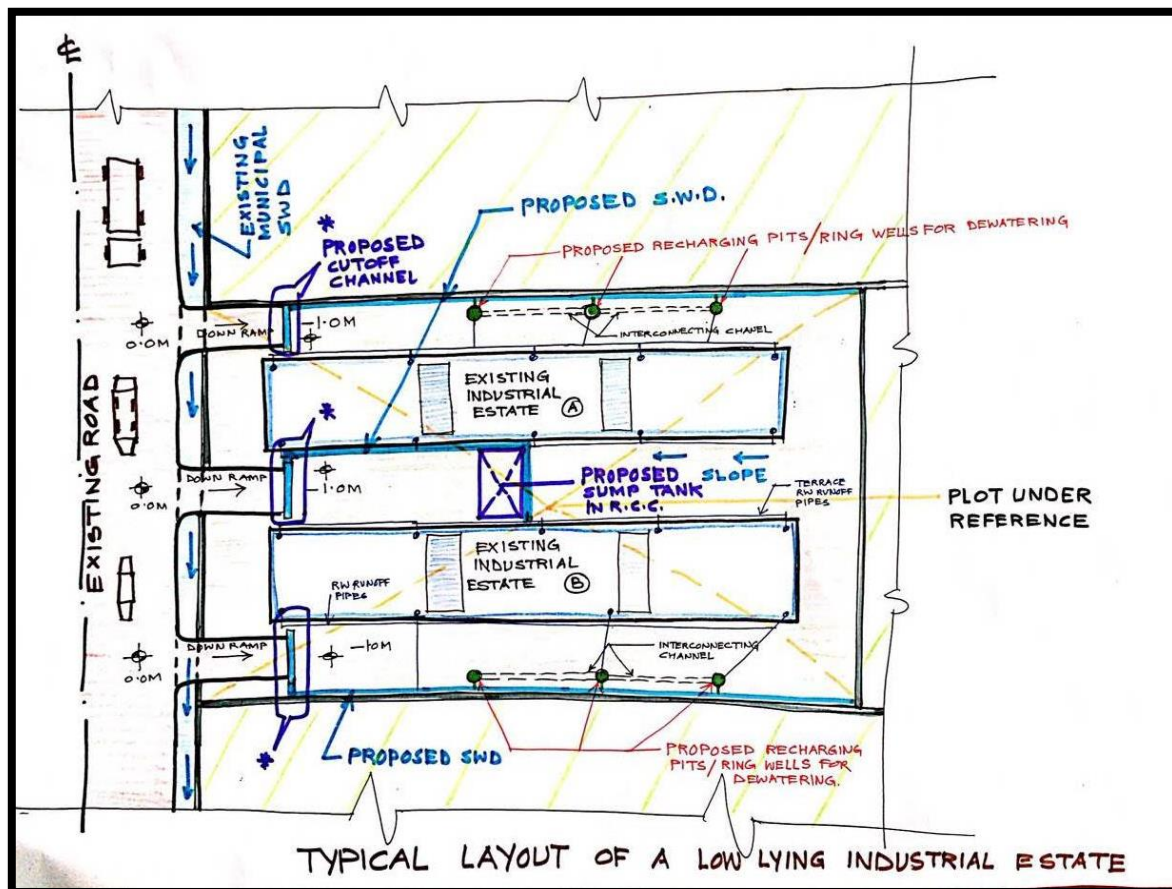 ℄
EXISTING
MUNICIPAL
SWD
PROPOSED S.W.D.
*
PROPOSED
CUTOFF
CHANNEL
PROPOSED RECHARGING PITS/RING WELLS FOR DEWATERING
DOWN RAMP
0.0M
-1.0M
INTERCONNECTING CHANEL
EXISTING
INDUSTRIAL
ESTATE A
*
EXISTING ROAD
DOWN RAMP
0.0M
-1.0M
PROPOSED
SUMP TANK
IN R.C.C.
SLOPE
TERRACE
RW RUNOFF
PIPES
PLOT UNDER
REFERENCE
EXISTING
INDUSTRIAL
ESTATE B
RW RUNOFF
PIPES
DOWN RAMP
0.0M
-10M
INTERCONNECTING
CHANNEL
*
PROPOSED SWD
PROPOSED RECHARGING
PITS/RING WELLS FOR
DEWATERING.
TYPICAL LAYOUT OF A LOW LYING INDUSTRIAL ESTATE